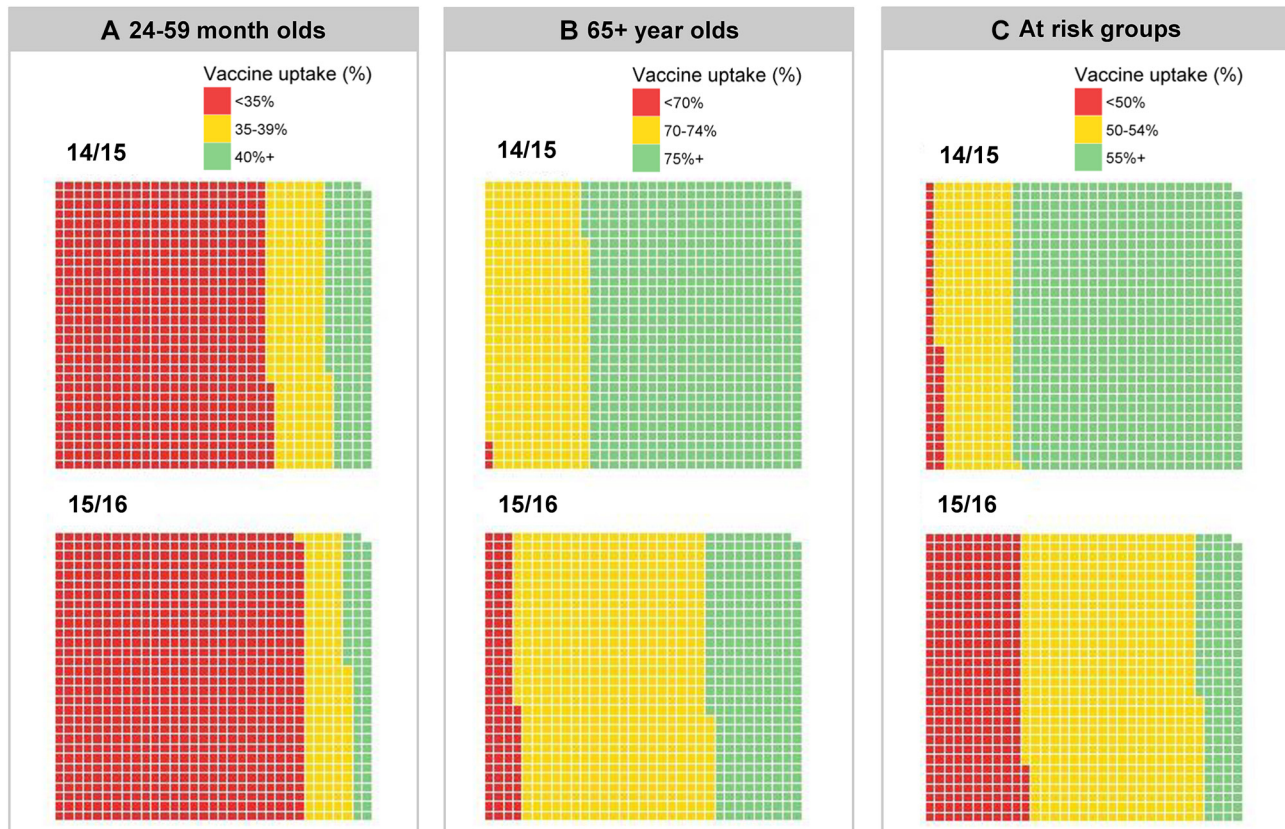 A 24-59 month olds
Vaccine uptake (%)
<35%
35-39%
40%+
14/15
15/16
B 65+ year olds
Vaccine uptake (%)
<70%
70-74%
75%+
14/15
15/16
C At risk groups
Vaccine uptake (%)
<50%
50-54%
55%+
14/15
15/16